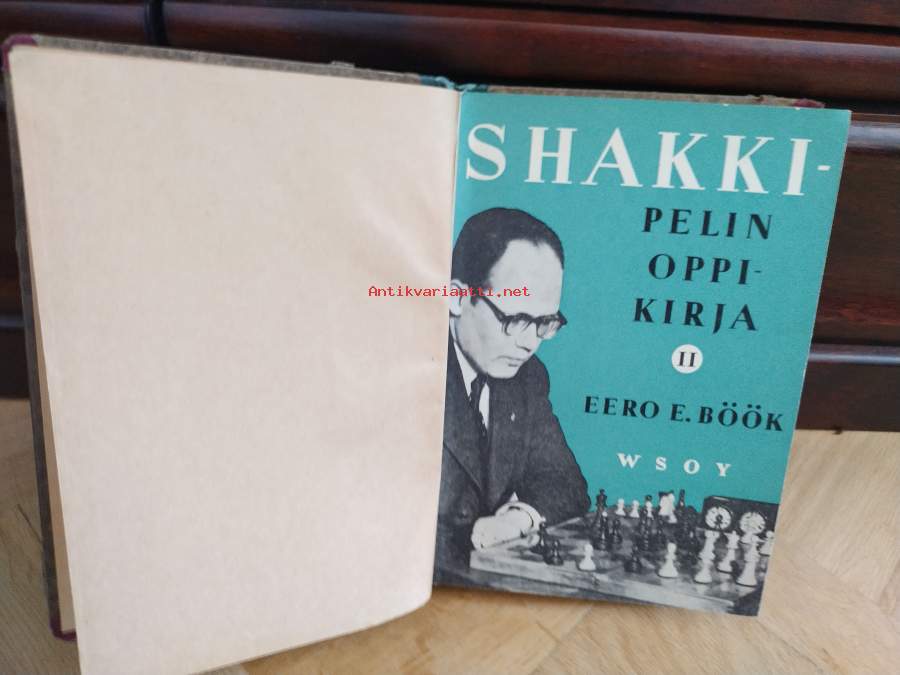 SHAKKI-
PELIN
OPPI-
KIRJA
II
EERO E. BÖÖK
WSOY
Antikvariaatti.net